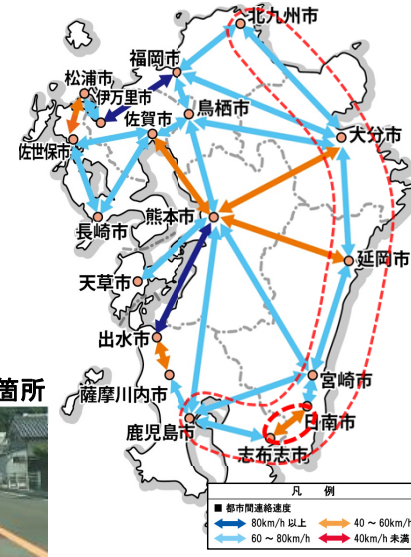 北九州市
福岡市
松浦市
伊万里市
鳥栖市
佐賀市
大分市
佐世保市
長崎市
熊本市
天草市
延岡市
出水市
箇所
薩摩川内市
宮崎市
日南市
鹿児島市
志布志市
凡 例
■ 都市間連絡速度
80km/h 以上
40 ～ 60km/h
60 ～ 80km/h
40km/h 未満